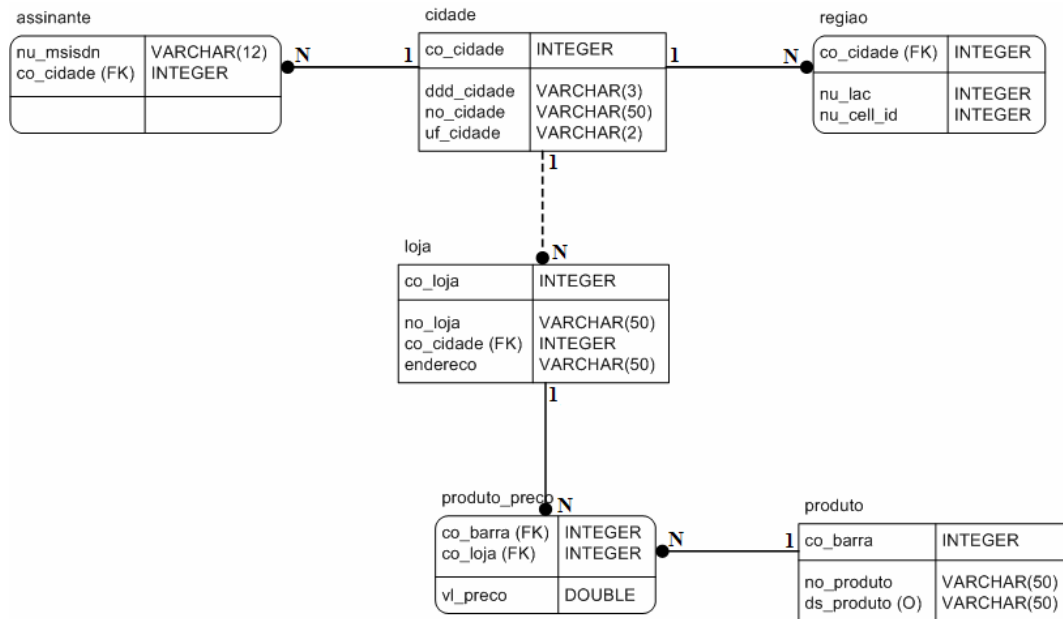 assinante
nu_msisdn VARCHAR(12)
co_cidade (FK) INTEGER
N 1
cidade
co_cidade INTEGER
ddd_cidade VARCHAR(3)
no_cidade VARCHAR(50)
uf_cidade VARCHAR(2)
1 N
regiao
co_cidade (FK) INTEGER
nu_lac INTEGER
nu_cell_id INTEGER
1
N
loja
co_loja INTEGER
no_loja VARCHAR(50)
co_cidade (FK) INTEGER
endereco VARCHAR(50)
1
N
produto_preco
co_barra (FK) INTEGER
co_loja (FK) INTEGER
vl_preco DOUBLE
N 1
produto
co_barra INTEGER
no_produto VARCHAR(50)
ds_produto (O) VARCHAR(50)